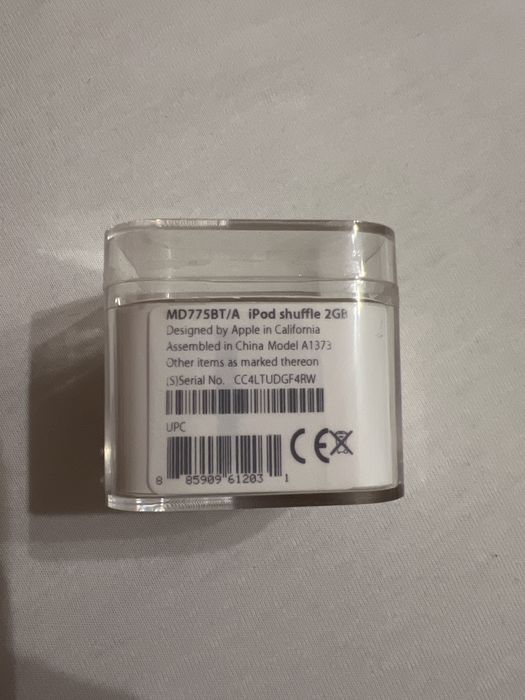 MD775BT/A iPod shuffle 2GB
Designed by Apple in California
Assembled in China Model A1373
Other items as marked thereon
(S)Serial No. CC4LTUDGF4RW
UPC
CE
8 85909 61203 1